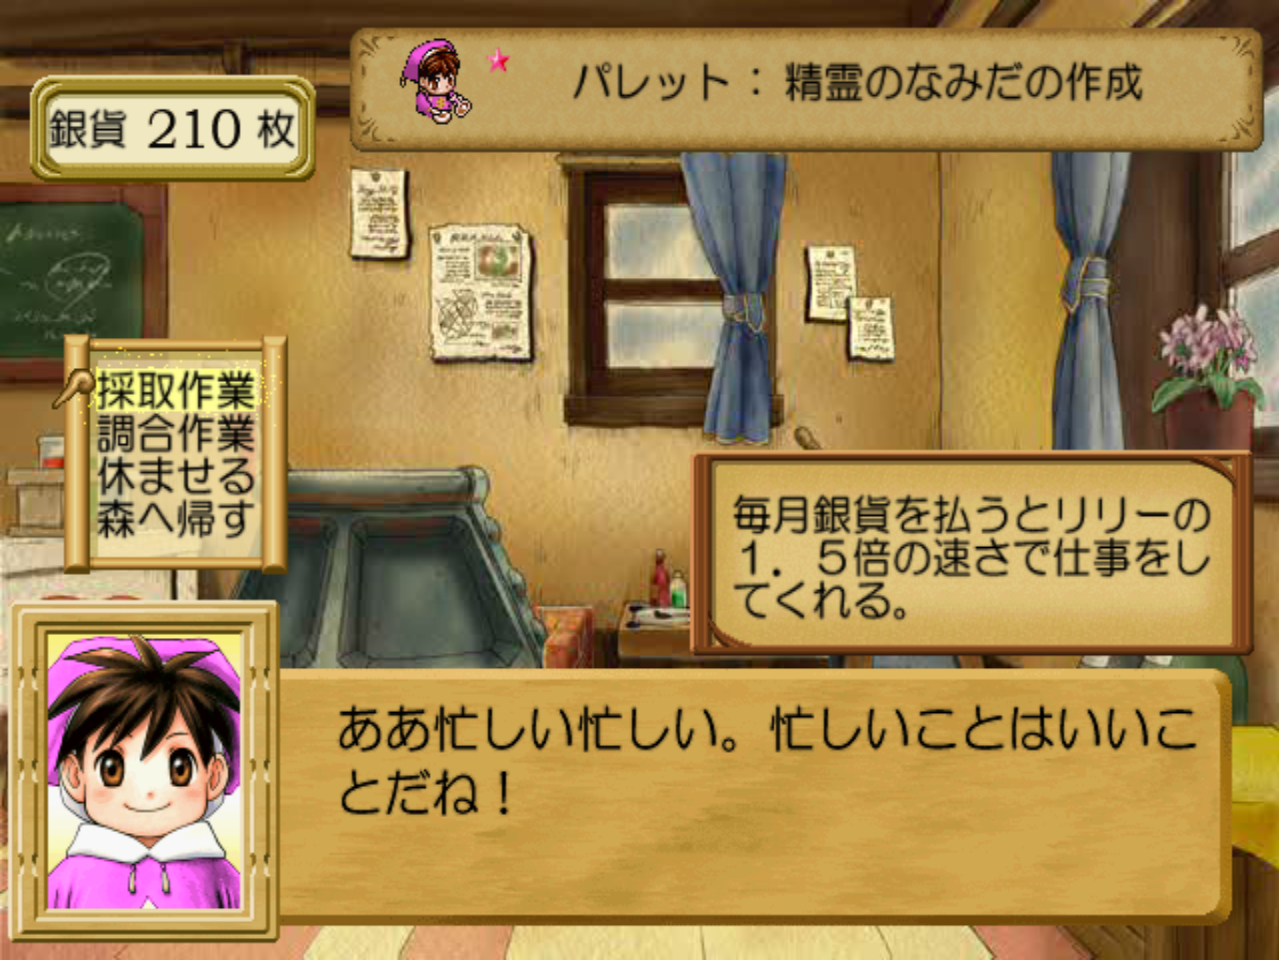 パレット：精霊のなみだの作成
銀貨 210 枚
採取作業
調合作業
休ませる
森へ帰す
毎月銀貨を払うとリリーの
１．５倍の速さで仕事をし
てくれる。
ああ忙しい忙しい。忙しいことはいいこ
とだね！